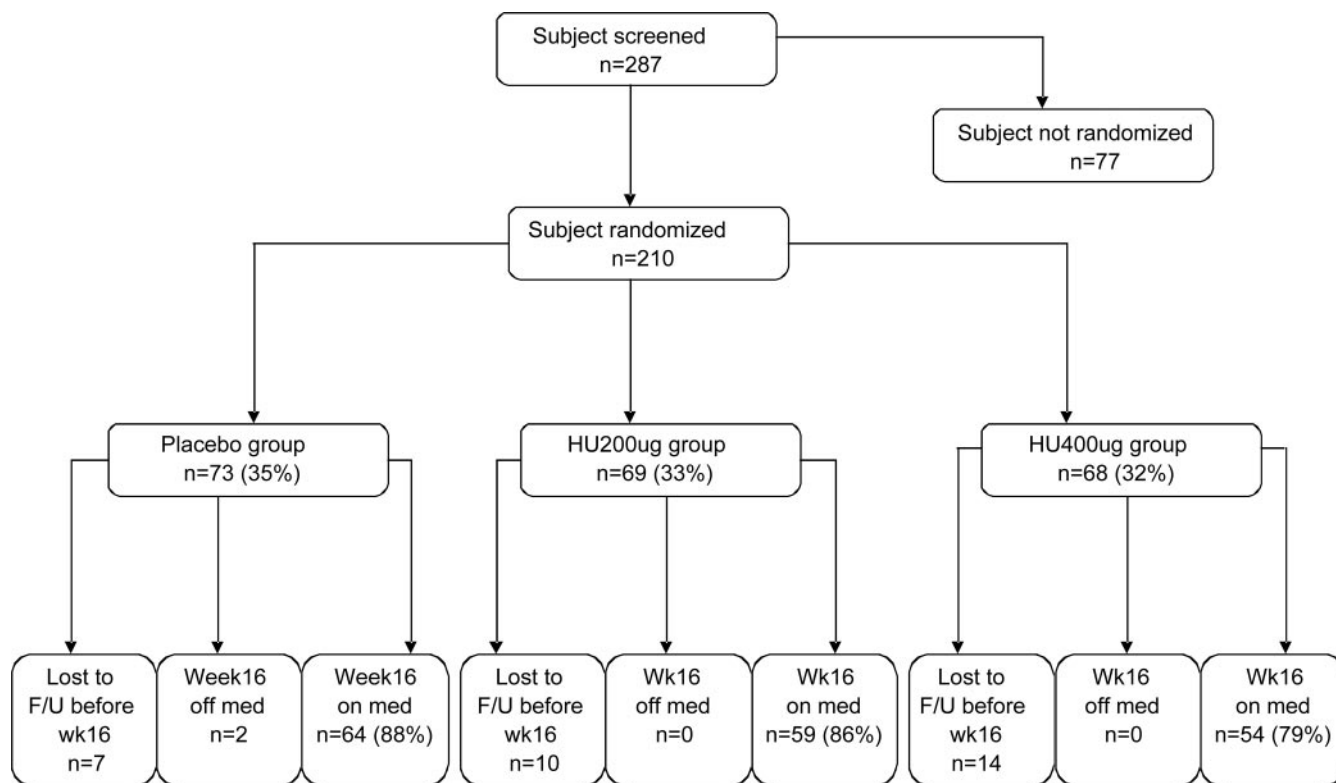 Subject screened
n=287
Subject not randomized
n=77
Subject randomized
n=210
Placebo group
n=73 (35%)
HU200ug group
n=69 (33%)
HU400ug group
n=68 (32%)
Lost to
F/U before
wk16
n=7
Week16
off med
n=2
Week16
on med
n=64 (88%)
Lost to
F/U before
wk16
n=10
Wk16
off med
n=0
Wk16
on med
n=59 (86%)
Lost to
F/U before
wk16
n=14
Wk16
off med
n=0
Wk16
on med
n=54 (79%)